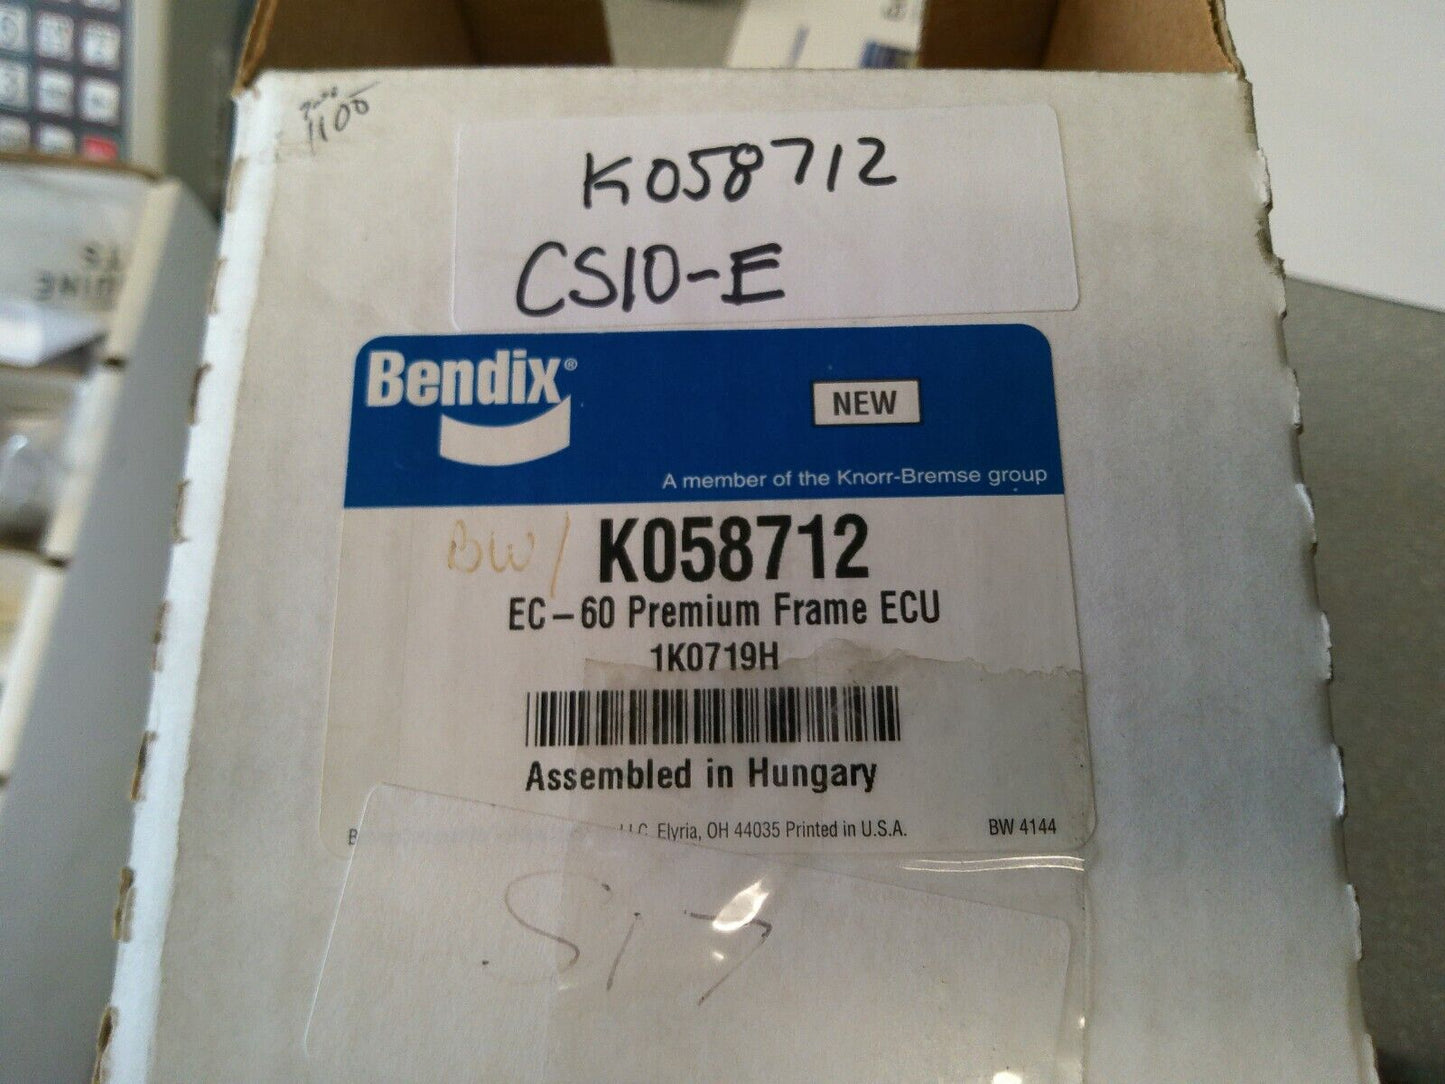 1100
K058712
CS10-E
Bendix®
NEW
A member of the Knorr-Bremse group
BW/ K058712
EC-60 Premium Frame ECU
1K0719H
Assembled in Hungary
LLC, Elyria, OH 44035 Printed in U.S.A. BW 4144